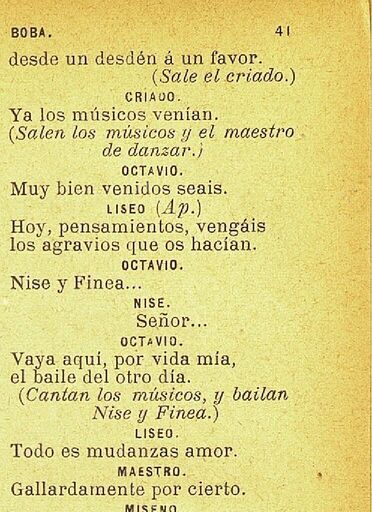 BOBA. 41
desde un desdén á un favor.
(Sale el criado.)
CRIADO.
Ya los músicos venían.
(Salen los músicos y el maestro
de danzar.)
OCTAVIO.
Muy bien venidos seais.
LISEO (Ap.)
Hoy, pensamientos, vengáis
los agravios que os hacían.
OCTAVIO.
Nise y Finea...
NISE.
Señor...
OCTAVIO.
Vaya aquí, por vida mía,
el baile del otro día.
(Cantan los músicos, y bailan
Nise y Finea.)
LISEO.
Todo es mudanzas amor.
MAESTRO.
Gallardamente por cierto.
MISENO